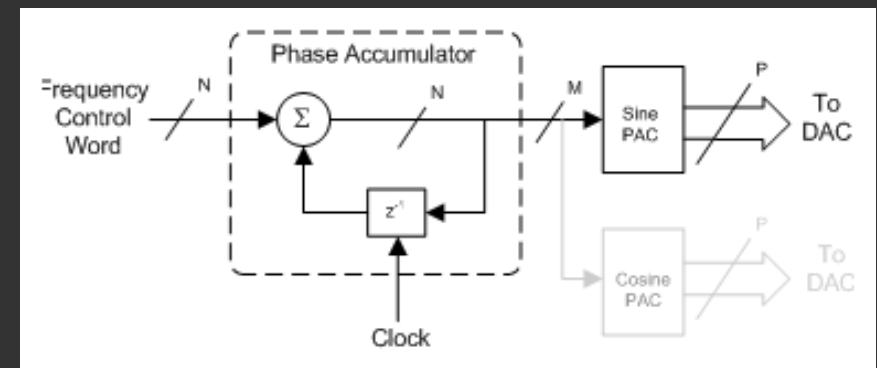 Phase Accumulator
Frequency
Control
Word
N
Σ
N
M
Sine
PAC
P
To
DAC
z⁻¹
Clock
Cosine
PAC
P
To
DAC